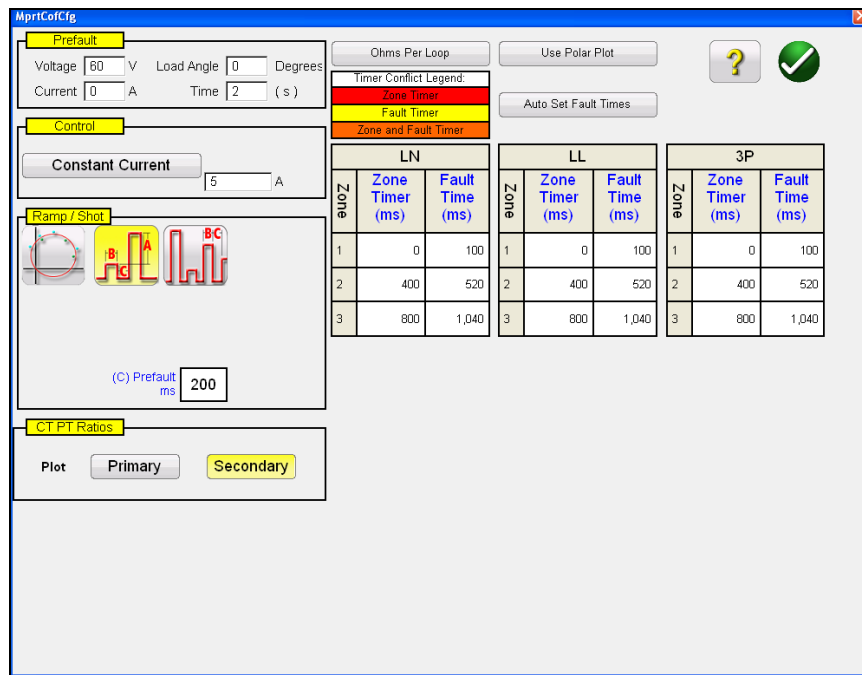 MprtCofCfg
Prefault
Voltage 60 V Load Angle 0 Degrees
Current 0 A Time 2 ( s )
Control
Constant Current
5 A
Ramp / Shot
B C A
B C
(C) Prefault
ms
200
CT PT Ratios
Plot Primary Secondary
Ohms Per Loop
Use Polar Plot
?
Timer Conflict Legend:
Zone Timer
Fault Timer
Zone and Fault Timer
Auto Set Fault Times
LN
Zone Zone Timer (ms) Fault Time (ms)
1 0 100
2 400 520
3 800 1,040
LL
Zone Zone Timer (ms) Fault Time (ms)
1 0 100
2 400 520
3 800 1,040
3P
Zone Zone Timer (ms) Fault Time (ms)
1 0 100
2 400 520
3 800 1,040